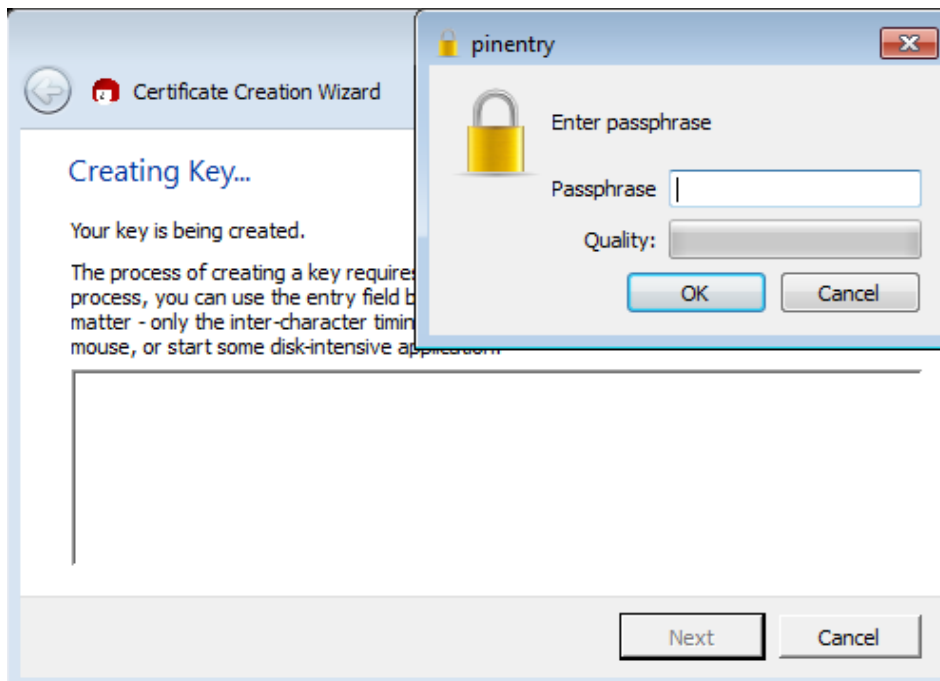 pinentry
Certificate Creation Wizard
Enter passphrase
Passphrase
Quality:
OK
Cancel
Creating Key...
Your key is being created.
The process of creating a key requires
process, you can use the entry field
matter - only the inter-character
mouse, or start some disk-intensive
Next
Cancel